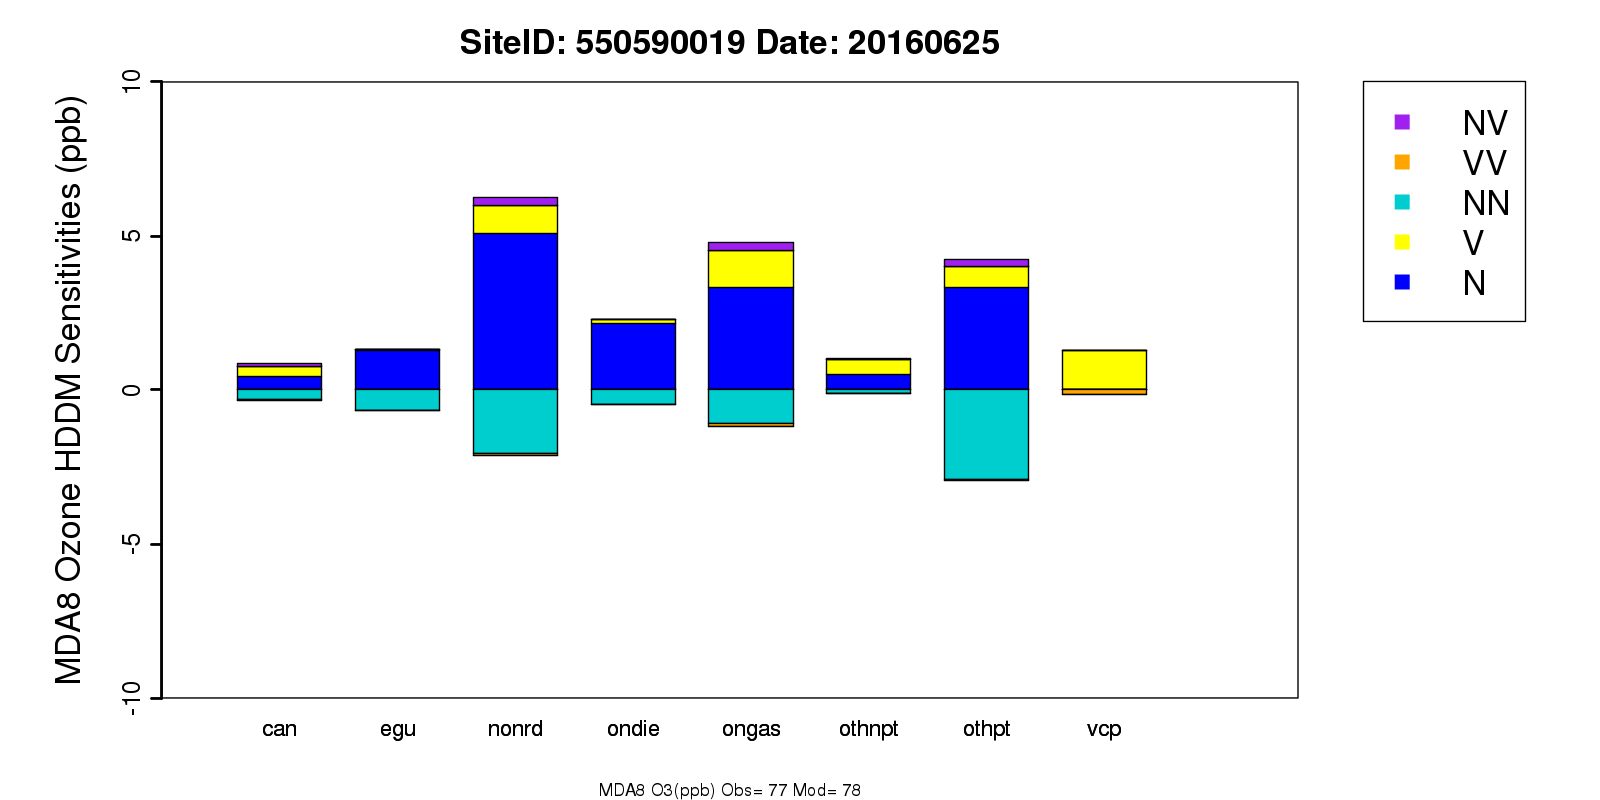 SiteID: 550590019 Date: 20160625
MDA8 Ozone HDDM Sensitivities (ppb)
10
5
0
-5
-10
can egu nonrd ondie ongas othnpt othpt vcp
MDA8 O3(ppb) Obs= 77 Mod= 78
NV
VV
NN
V
N